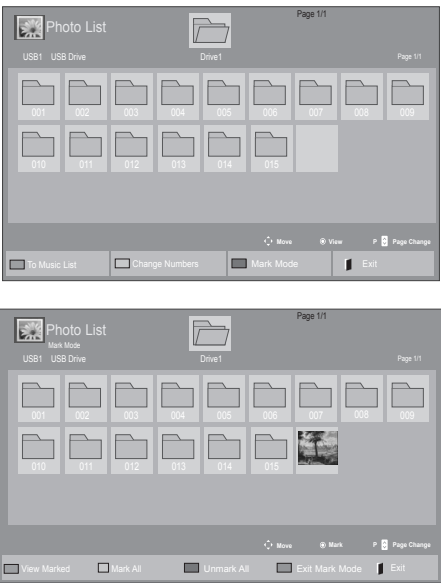 Page 1/1
Photo List
USB1 USB Drive
Drive1
Page 1/1
001 002 003 004 005 006 007 008 009
010 011 012 013 014 015
Move View P Page Change
To Music List Change Numbers Mark Mode Exit
Page 1/1
Photo List
Mark Mode
USB1 USB Drive
Drive1
Page 1/1
001 002 003 004 005 006 007 008 009
010 011 012 013 014 015
Move Mark P Page Change
View Marked Mark All Unmark All Exit Mark Mode Exit